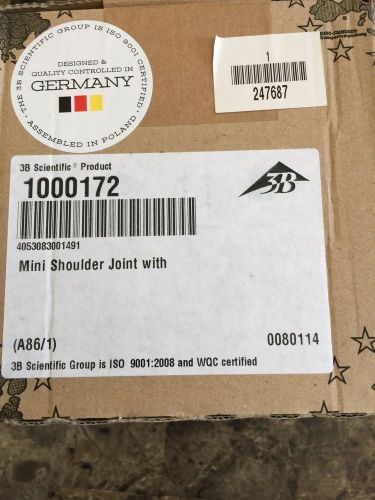 THE 3B SCIENTIFIC GROUP IS ISO 9001 CERTIFIED.
DESIGNED &
QUALITY CONTROLLED IN
GERMANY
• ASSEMBLED IN POLAND •
1
247687
EURO-STANDARD-
3B Scientific® Product
1000172
3B
4053083001491
Mini Shoulder Joint with
(A86/1)
0080114
3B Scientific Group is ISO 9001:2008 and WQC certified